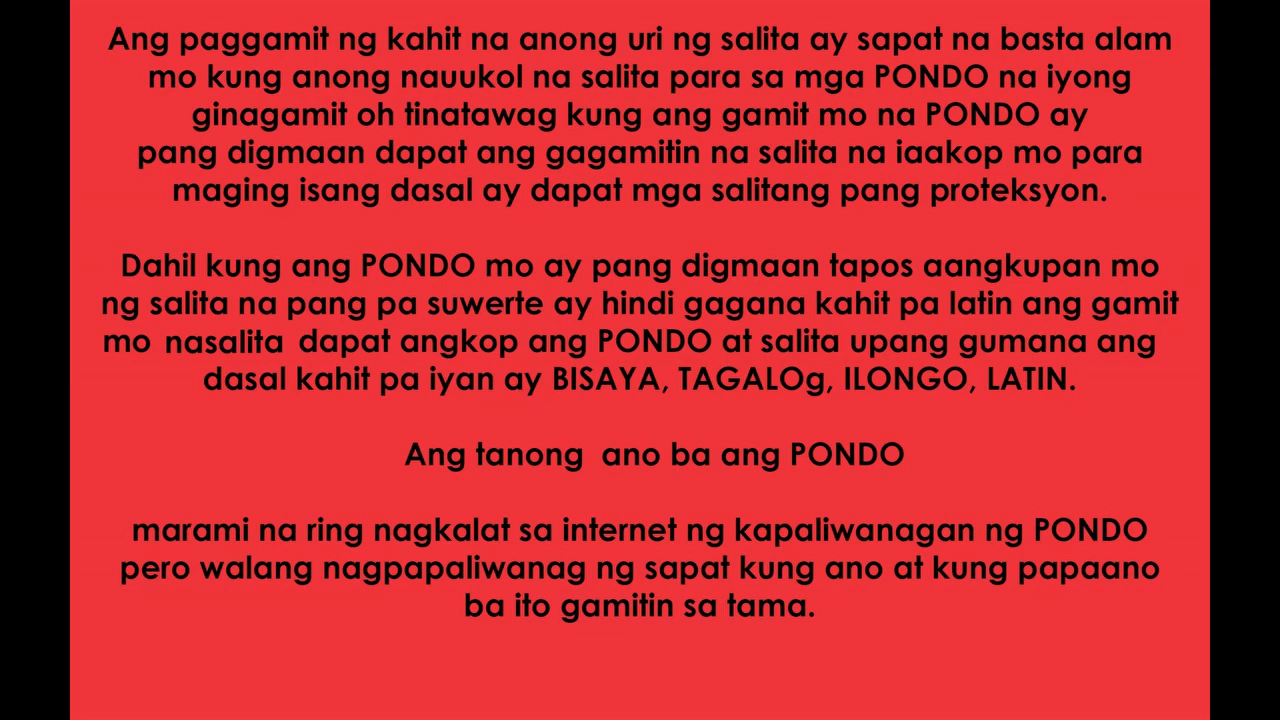 Ang paggamit ng kahit na anong uri ng salita ay sapat na basta alam
mo kung anong nauukol na salita para sa mga PONDO na iyong
ginagamit oh tinatawag kung ang gamit mo na PONDO ay
pang digmaan dapat ang gagamitin na salita na iaakop mo para
maging isang dasal ay dapat mga salitang pang proteksyon.
Dahil kung ang PONDO mo ay pang digmaan tapos aangkupan mo
ng salita na pang pa suwerte ay hindi gagana kahit pa latin ang gamit
mo nasalita dapat angkop ang PONDO at salita upang gumana ang
dasal kahit pa iyan ay BISAYA, TAGALOg, ILONGO, LATIN.
Ang tanong ano ba ang PONDO
marami na ring nagkalat sa internet ng kapaliwanagan ng PONDO
pero walang nagpapaliwanag ng sapat kung ano at kung papaano
ba ito gamitin sa tama.